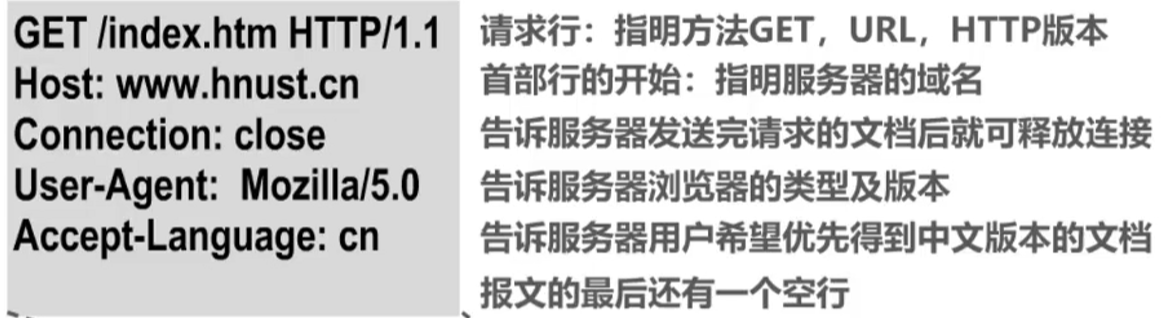 GET /index.htm HTTP/1.1 请求行：指明方法GET，URL，HTTP版本
Host: www.hnust.cn 首部行的开始：指明服务器的域名
Connection: close 告诉服务器发送完请求的文档后就可释放连接
User-Agent:  Mozilla/5.0 告诉服务器浏览器的类型及版本
Accept-Language: cn 告诉服务器用户希望优先得到中文版本的文档
报文的最后还有一个空行